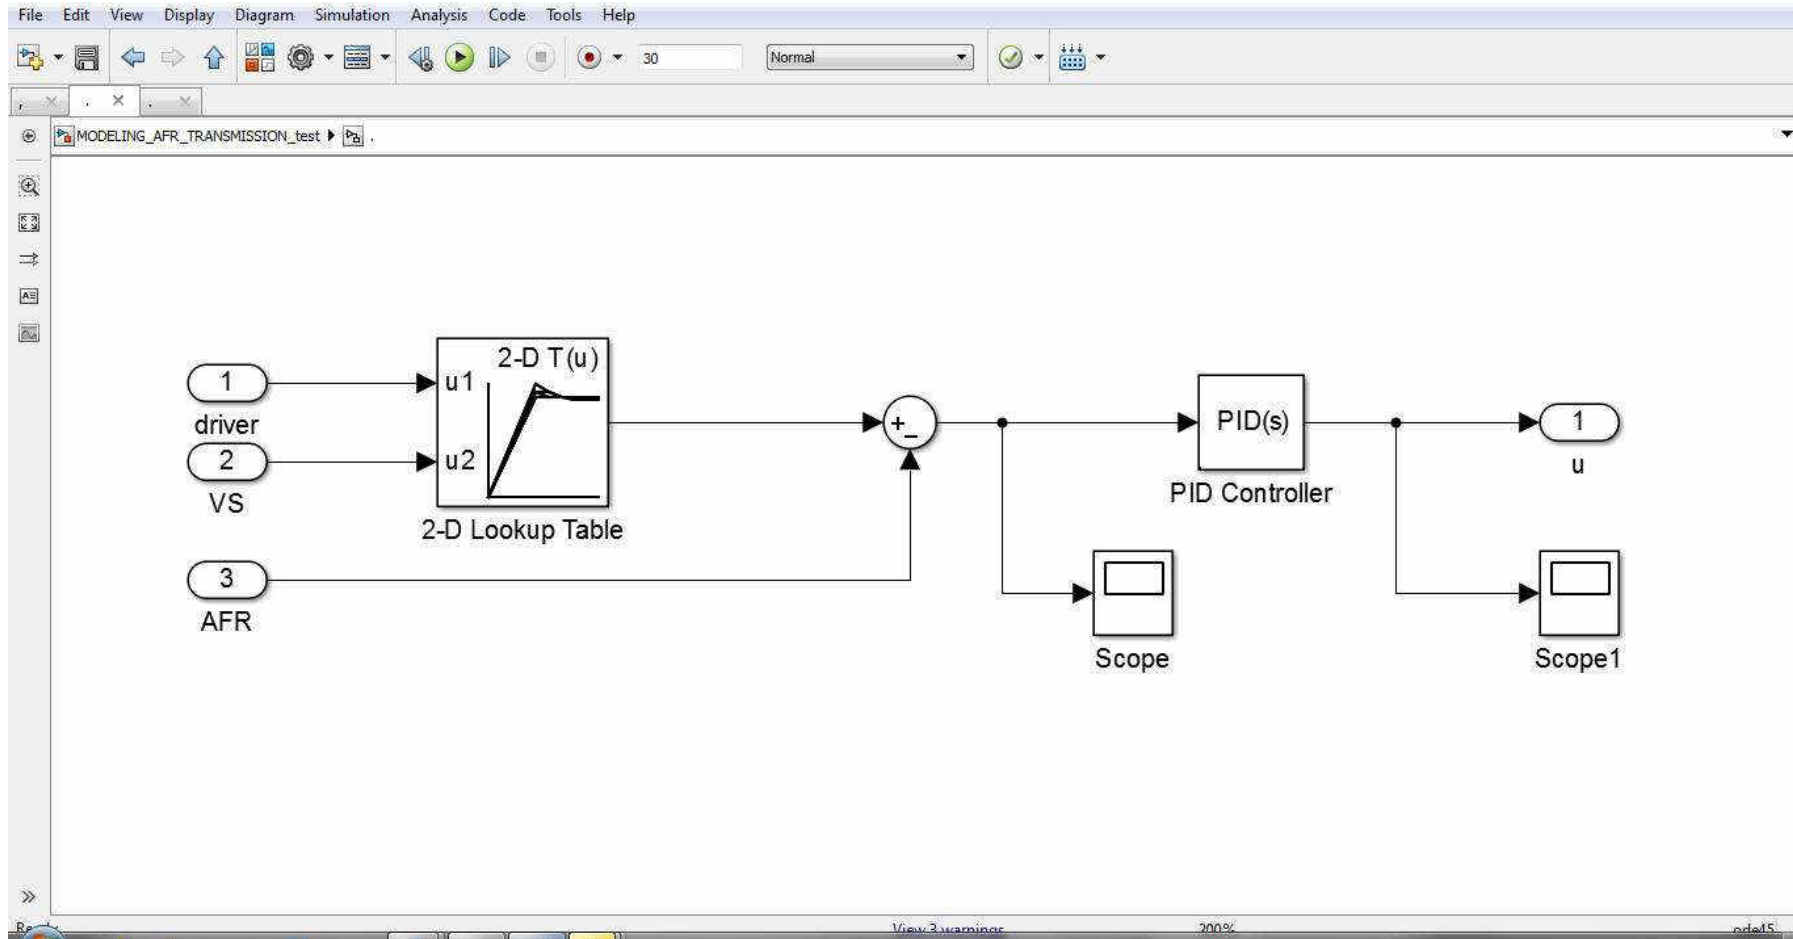 File Edit View Display Diagram Simulation Analysis Code Tools Help
30 Normal
MODELING_AFR_TRANSMISSION_test
2-D T(u)
1
u1
driver
2
u2
VS
2-D Lookup Table
3
AFR
+
−
PID(s)
PID Controller
1
u
Scope
Scope1
View 3 warnings 200% ode45